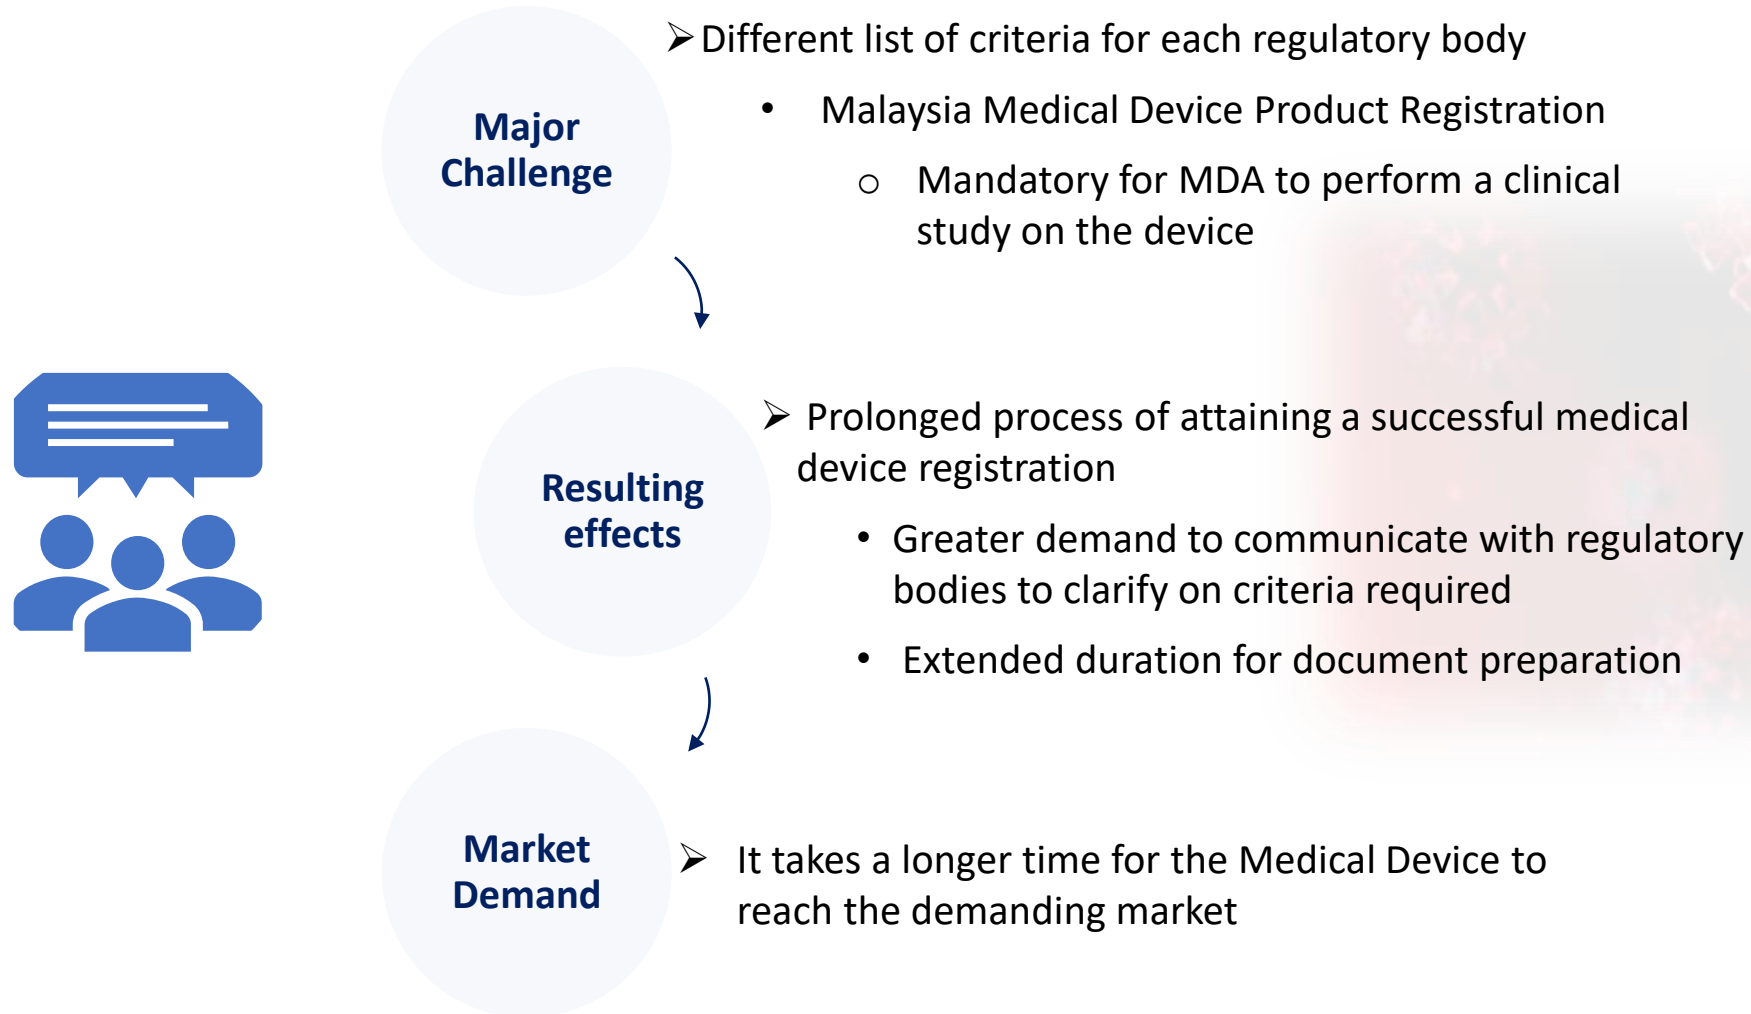 Major
Challenge
➢ Different list of criteria for each regulatory body
• Malaysia Medical Device Product Registration
○ Mandatory for MDA to perform a clinical
study on the device
Resulting
effects
➢ Prolonged process of attaining a successful medical
device registration
• Greater demand to communicate with regulatory
bodies to clarify on criteria required
• Extended duration for document preparation
Market
Demand
➢ It takes a longer time for the Medical Device to
reach the demanding market